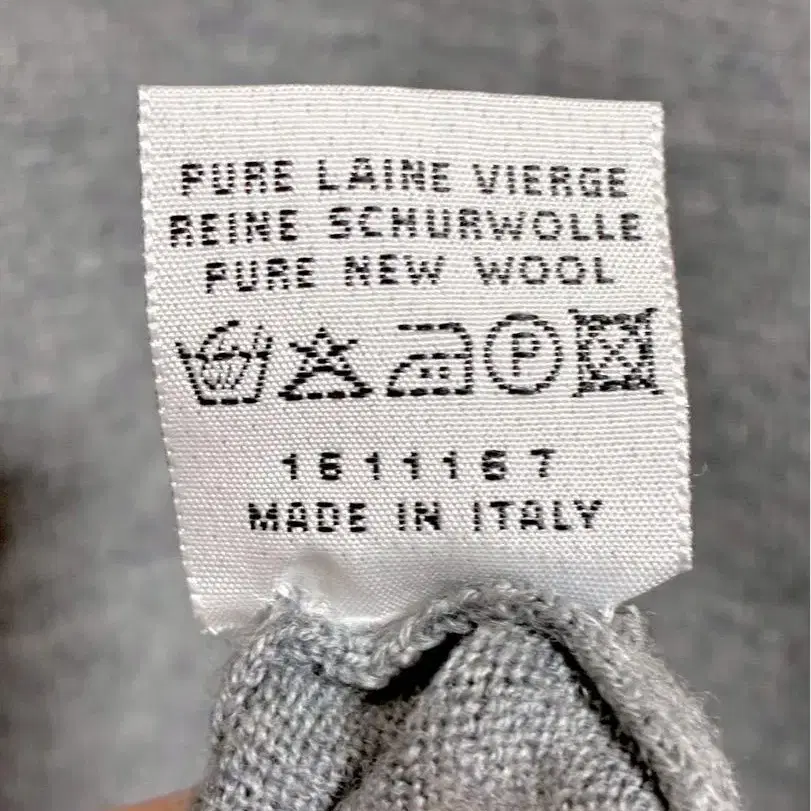 PURE LAINE VIERGE
REINE SCHURWOLLE
PURE NEW WOOL
P
1611167
MADE IN ITALY